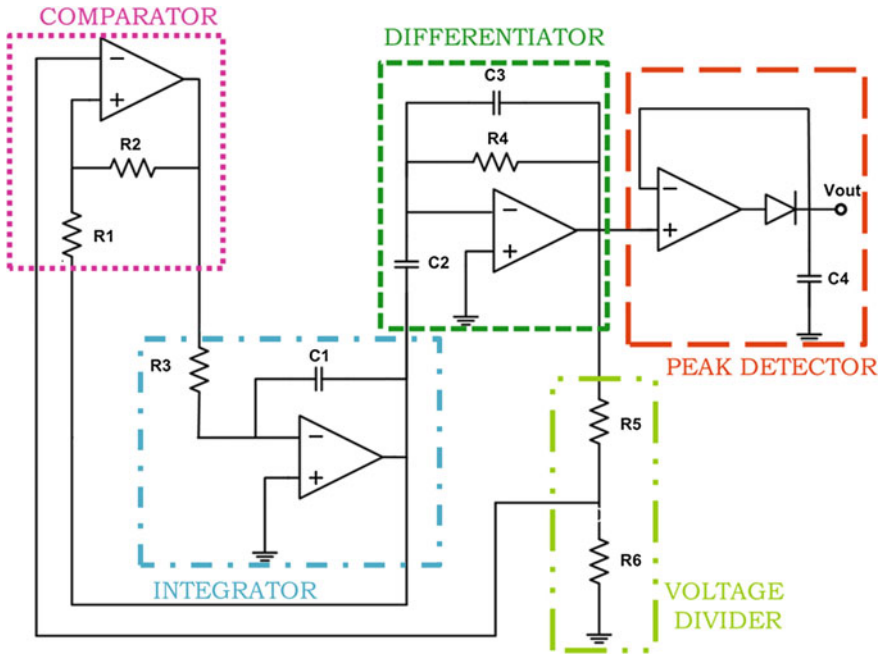 COMPARATOR
DIFFERENTIATOR
C3
R4
R2
R1
C2
Vout
C4
PEAK DETECTOR
R3
C1
R5
R6
INTEGRATOR
VOLTAGE
DIVIDER